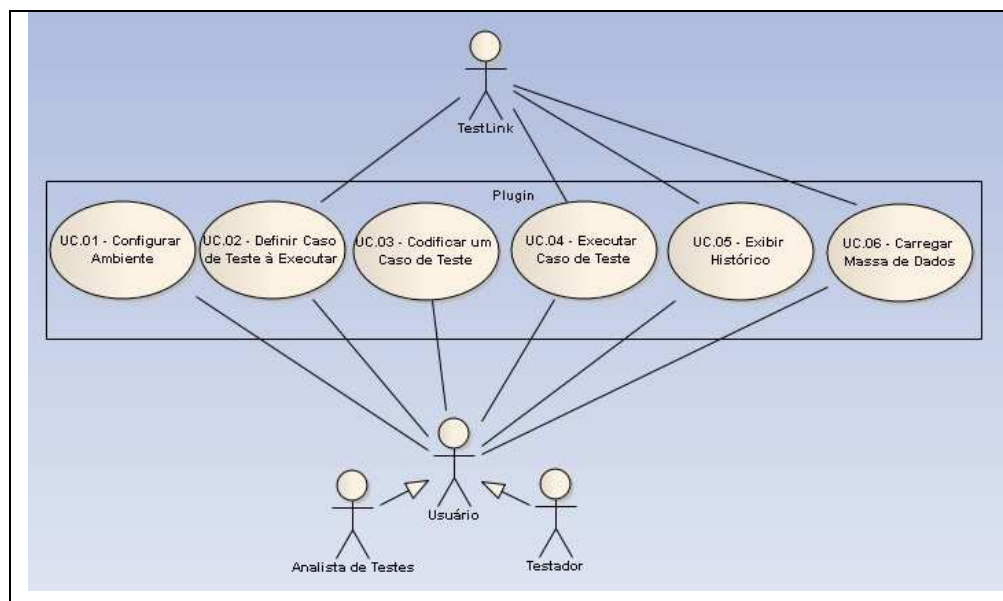 TestLink
Plugin
UC.01 - Configurar
Ambiente
UC.02 - Definir Caso
de Teste à Executar
UC.03 - Codificar um
Caso de Teste
UC.04 - Executar
Caso de Teste
UC.05 - Exibir
Histórico
UC.06 - Carregar
Massa de Dados
Usuário
Analista de Testes
Testador